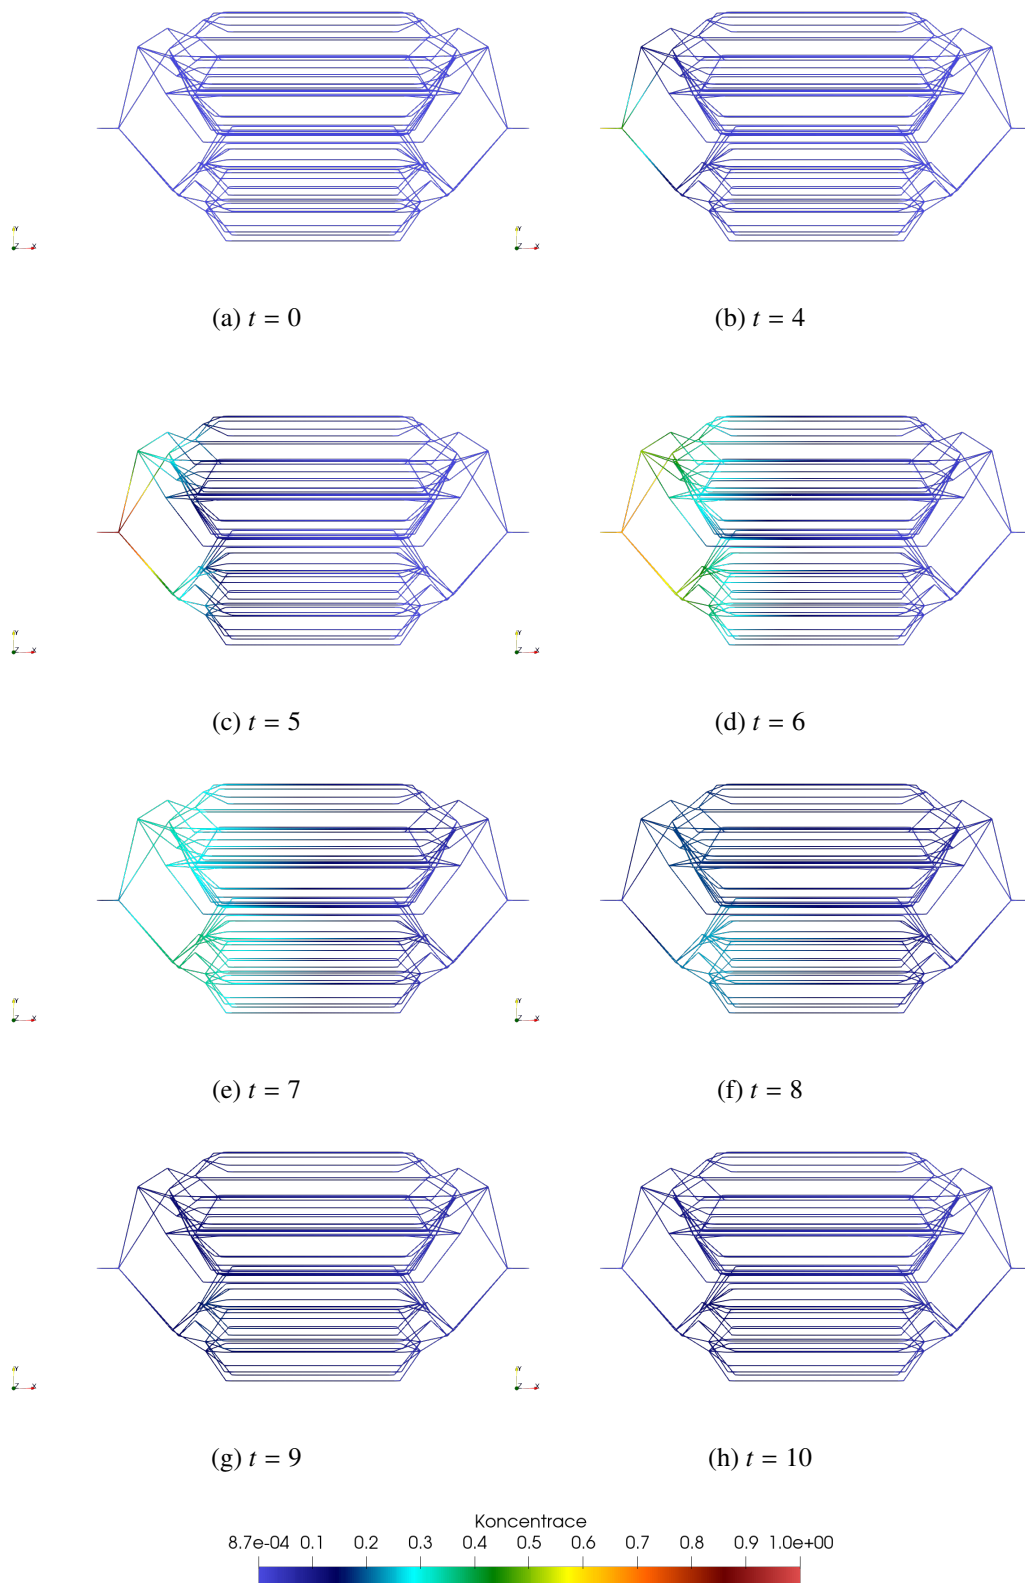 (a) t = 0
(b) t = 4
(c) t = 5
(d) t = 6
(e) t = 7
(f) t = 8
(g) t = 9
(h) t = 10
Koncentrace
8.7e-04 0.1 0.2 0.3 0.4 0.5 0.6 0.7 0.8 0.9 1.0e+00